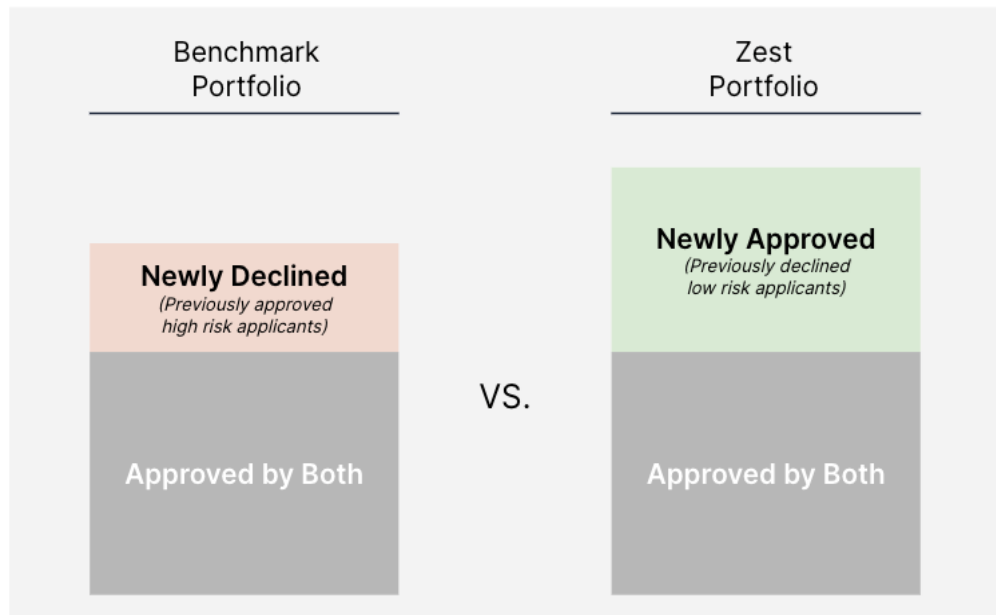 Benchmark
Portfolio
Zest
Portfolio
Newly Declined
(Previously approved
high risk applicants)
Newly Approved
(Previously declined
low risk applicants)
VS.
Approved by Both
Approved by Both